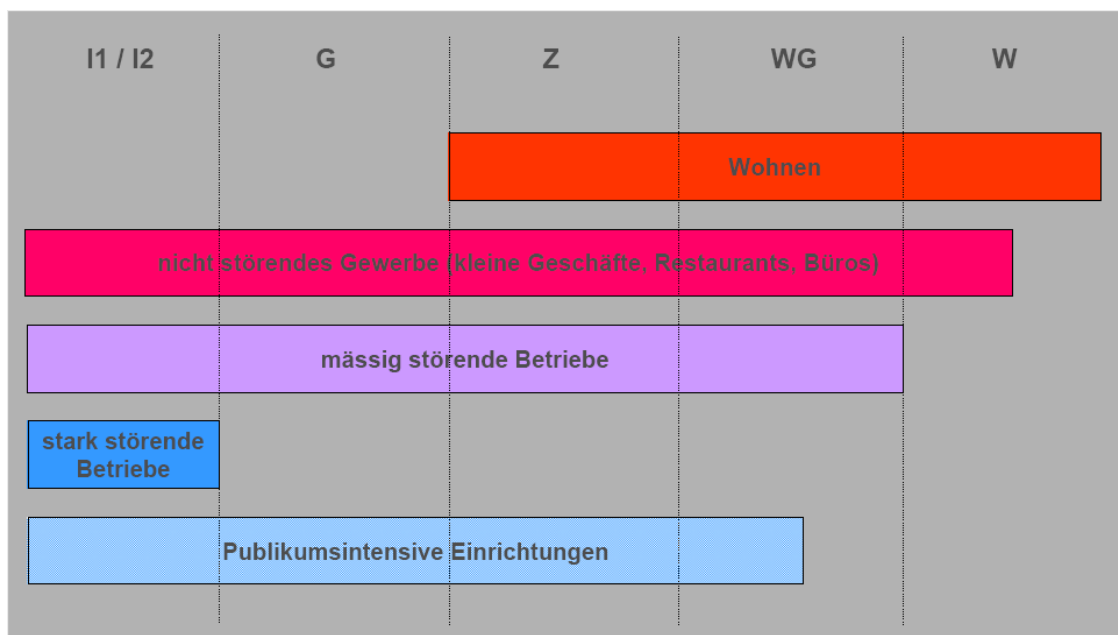 I1 / I2 G Z WG W
Wohnen
nicht störendes Gewerbe (kleine Geschäfte, Restaurants, Büros)
mässig störende Betriebe
stark störende
Betriebe
Publikumsintensive Einrichtungen